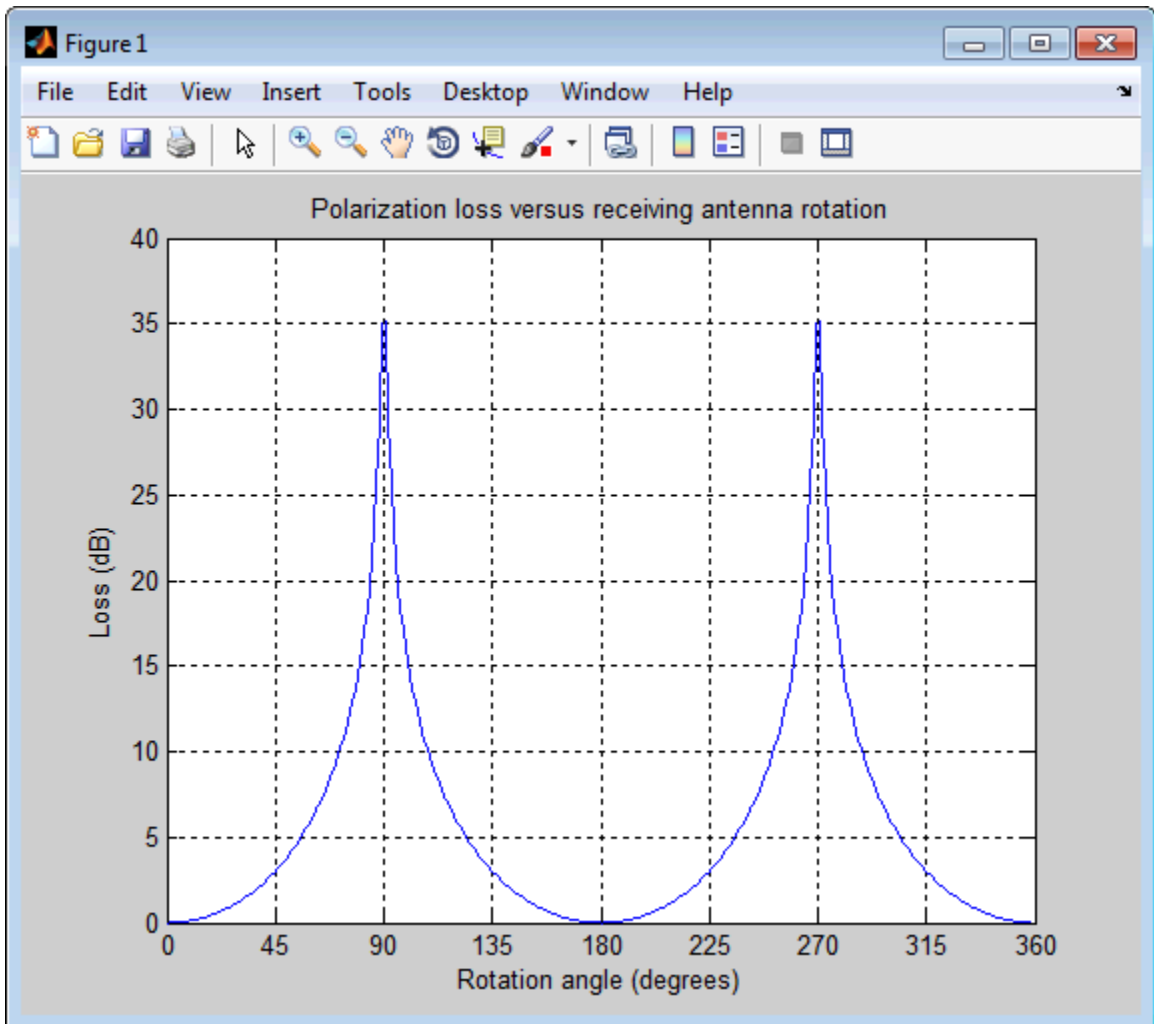 Figure 1
File Edit View Insert Tools Desktop Window Help
Polarization loss versus receiving antenna rotation
40
35
30
25
20
15
10
5
0
Loss (dB)
0 45 90 135 180 225 270 315 360
Rotation angle (degrees)